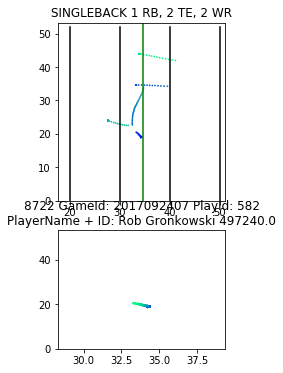 SINGLEBACK 1 RB, 2 TE, 2 WR
50
40
30
20
10
0
20 30 40 50
8722 GameId: 2017092407 PlayId: 582
PlayerName + ID: Rob Gronkowski 497240.0
40
20
0
30.0 32.5 35.0 37.5